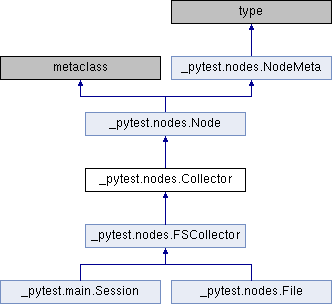 type
metaclass
_pytest.nodes.NodeMeta
_pytest.nodes.Node
_pytest.nodes.Collector
_pytest.nodes.FSCollector
_pytest.main.Session
_pytest.nodes.File